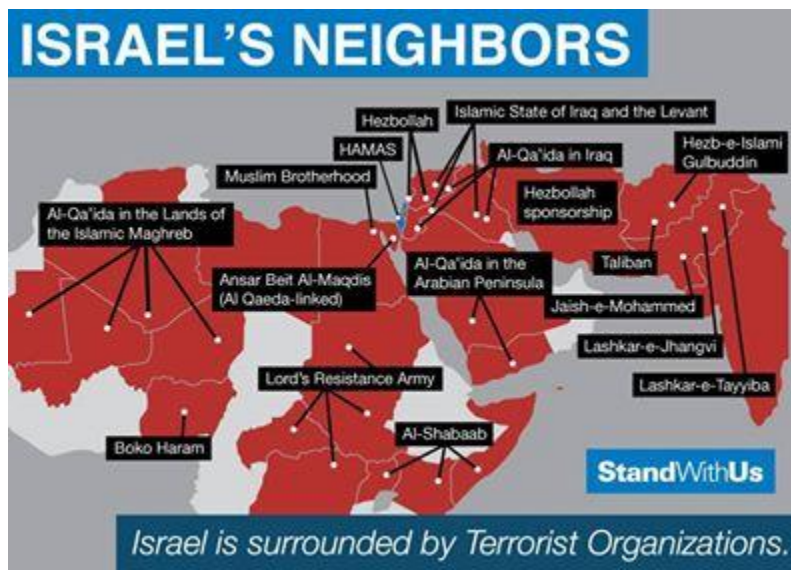 ISRAEL'S NEIGHBORS
Islamic State of Iraq and the Levant
Hezbollah
HAMAS
Al-Qa'ida in Iraq
Hezb-e-Islami
Gulbuddin
Muslim Brotherhood
Hezbollah
sponsorship
Al-Qa'ida in the Lands of
the Islamic Maghreb
Ansar Beit Al-Maqdis
(Al Qaeda-linked)
Al-Qa'ida in the
Arabian Peninsula
Taliban
Jaish-e-Mohammed
Lashkar-e-Jhangvi
Lashkar-e-Tayyiba
Lord's Resistance Army
Al-Shabaab
Boko Haram
StandWithUs
Israel is surrounded by Terrorist Organizations.